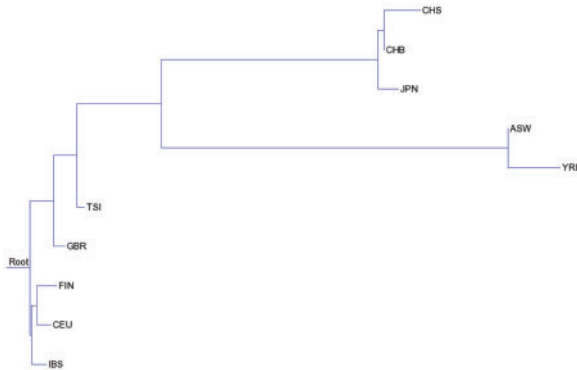 CHS
CHB
JPN
ASW
YRI
TSI
GBR
Root
FIN
CEU
IBS